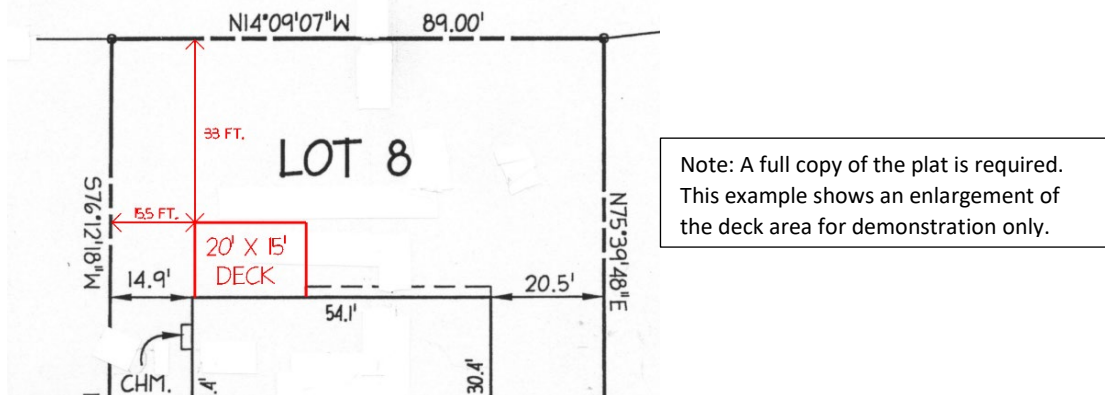 N14°09'07"W 89.00'
33 FT.
LOT 8
Note: A full copy of the plat is required.
This example shows an enlargement of
the deck area for demonstration only.
S76°12'18"W
15.5 FT.
N75°39'48"E
20' X 15'
DECK
14.9'
20.5'
54.1'
CHM.
30.4'